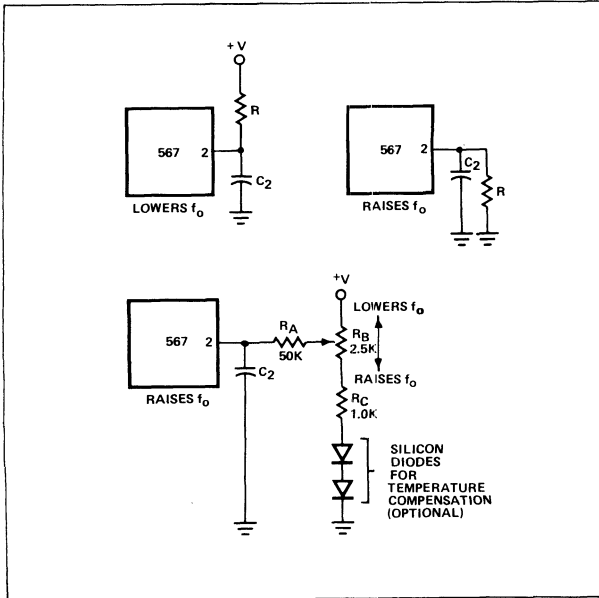 +V
R
567 2
C2
LOWERS fo
567 2
C2
R
RAISES fo
+V
LOWERS fo
RA
50K
RB
2.5K
567 2
C2
RAISES fo
RAISES fo
RC
1.0K
SILICON
DIODES
FOR
TEMPERATURE
COMPENSATION
(OPTIONAL)